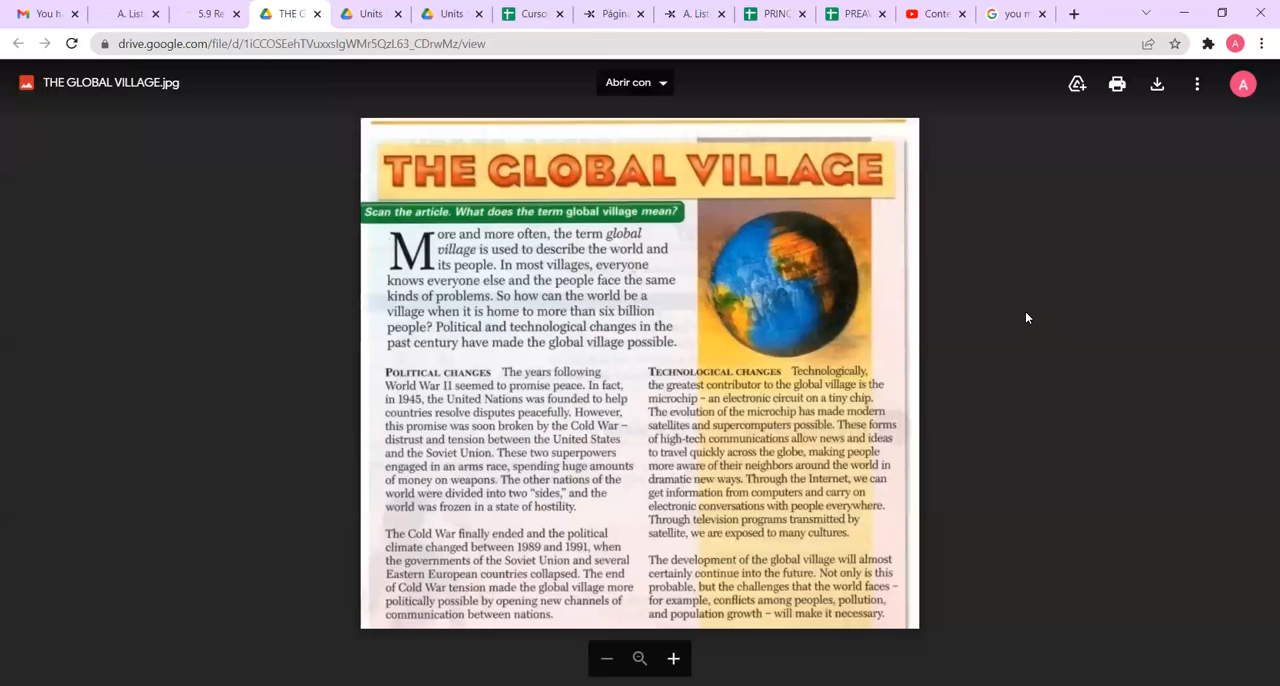 You h
A. List
5.9 Re
THE G
Units
Units
Curso
Págin
A. List
PRINC
PREAV
Conte
you m
drive.google.com/file/d/1iCCOSEehTVuxxsIgWMr5QzL63_CDrwMz/view
A
THE GLOBAL VILLAGE.jpg
Abrir con
A
THE GLOBAL VILLAGE
Scan the article. What does the term global village mean?
More and more often, the term global
village is used to describe the world and
its people. In most villages, everyone
knows everyone else and the people face the same
kinds of problems. So how can the world be a
village when it is home to more than six billion
people? Political and technological changes in the
past century have made the global village possible.
POLITICAL CHANGES The years following
World War II seemed to promise peace. In fact,
in 1945, the United Nations was founded to help
countries resolve disputes peacefully. However,
this promise was soon broken by the Cold War –
distrust and tension between the United States
and the Soviet Union. These two superpowers
engaged in an arms race, spending huge amounts
of money on weapons. The other nations of the
world were divided into two “sides,” and the
world was frozen in a state of hostility.
The Cold War finally ended and the political
climate changed between 1989 and 1991, when
the governments of the Soviet Union and several
Eastern European countries collapsed. The end
of Cold War tension made the global village more
politically possible by opening new channels of
communication between nations.
TECHNOLOGICAL CHANGES Technologically,
the greatest contributor to the global village is the
microchip – an electronic circuit on a tiny chip.
The evolution of the microchip has made modern
satellites and supercomputers possible. These forms
of high-tech communications allow news and ideas
to travel quickly across the globe, making people
more aware of their neighbors around the world in
dramatic new ways. Through the Internet, we can
get information from computers and carry on
electronic conversations with people everywhere.
Through television programs transmitted by
satellite, we are exposed to many cultures.
The development of the global village will almost
certainly continue into the future. Not only is this
probable, but the challenges that the world faces –
for example, conflicts among peoples, pollution,
and population growth – will make it necessary.